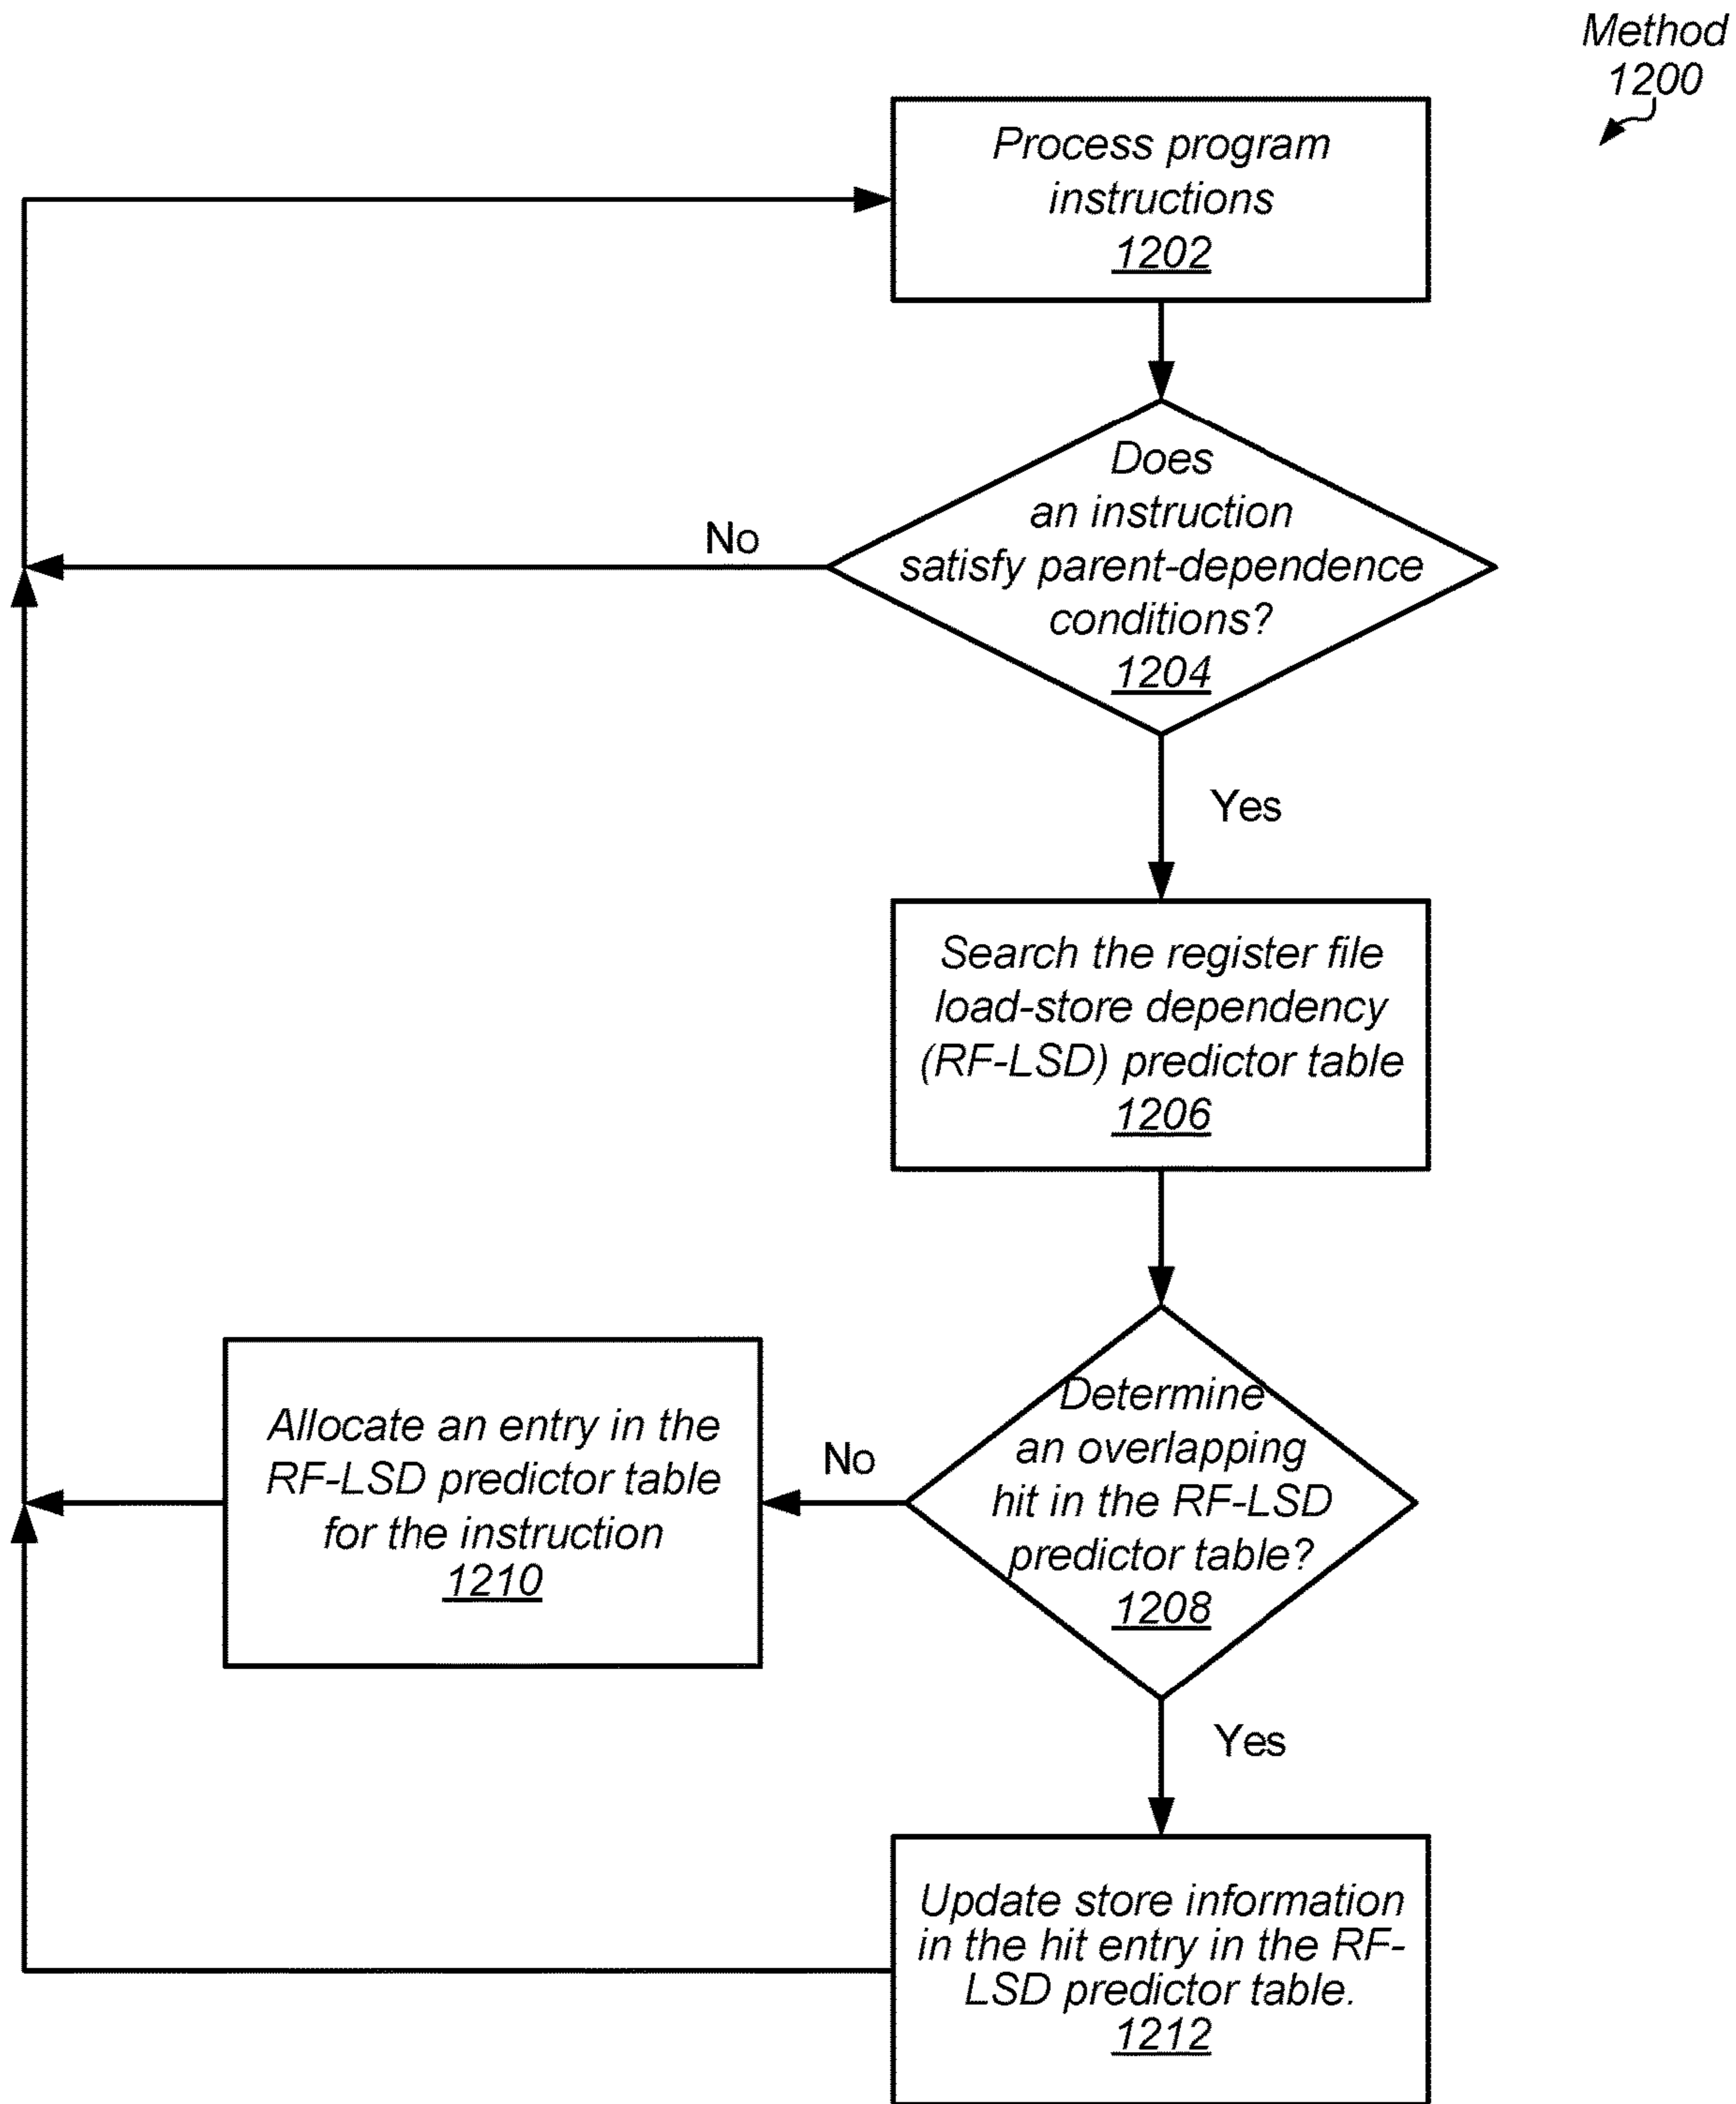 Method
1200
Process program
instructions
1202
Does
an instruction
satisfy parent-dependence
conditions?
1204
No
Yes
Search the register file
load-store dependency
(RF-LSD) predictor table
1206
Determine
an overlapping
hit in the RF-LSD
predictor table?
1208
No
Allocate an entry in the
RF-LSD predictor table
for the instruction
1210
Yes
Update store information
in the hit entry in the RF-
LSD predictor table.
1212